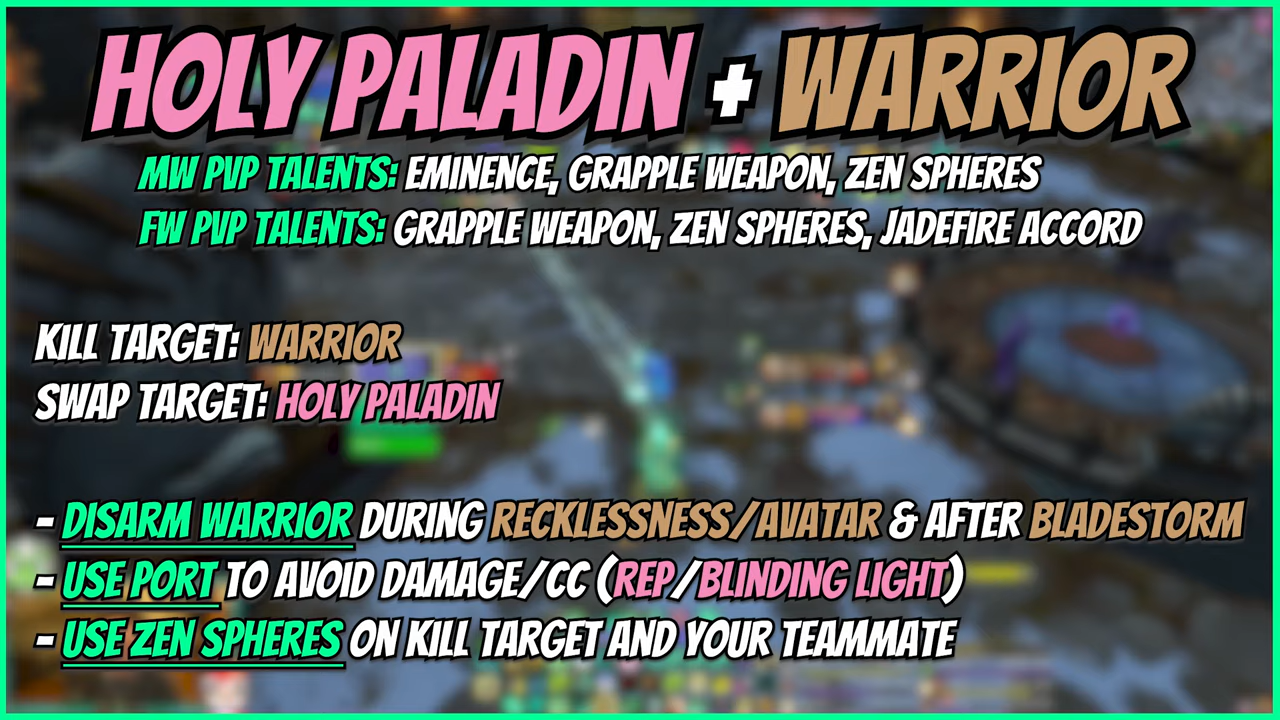 HOLY PALADIN + WARRIOR
MW PVP TALENTS: EMINENCE, GRAPPLE WEAPON, ZEN SPHERES
FW PVP TALENTS: GRAPPLE WEAPON, ZEN SPHERES, JADEFIRE ACCORD
KILL TARGET: WARRIOR
SWAP TARGET: HOLY PALADIN
- DISARM WARRIOR DURING RECKLESSNESS/AVATAR & AFTER BLADESTORM
- USE PORT TO AVOID DAMAGE/CC (REP/BLINDING LIGHT)
- USE ZEN SPHERES ON KILL TARGET AND YOUR TEAMMATE